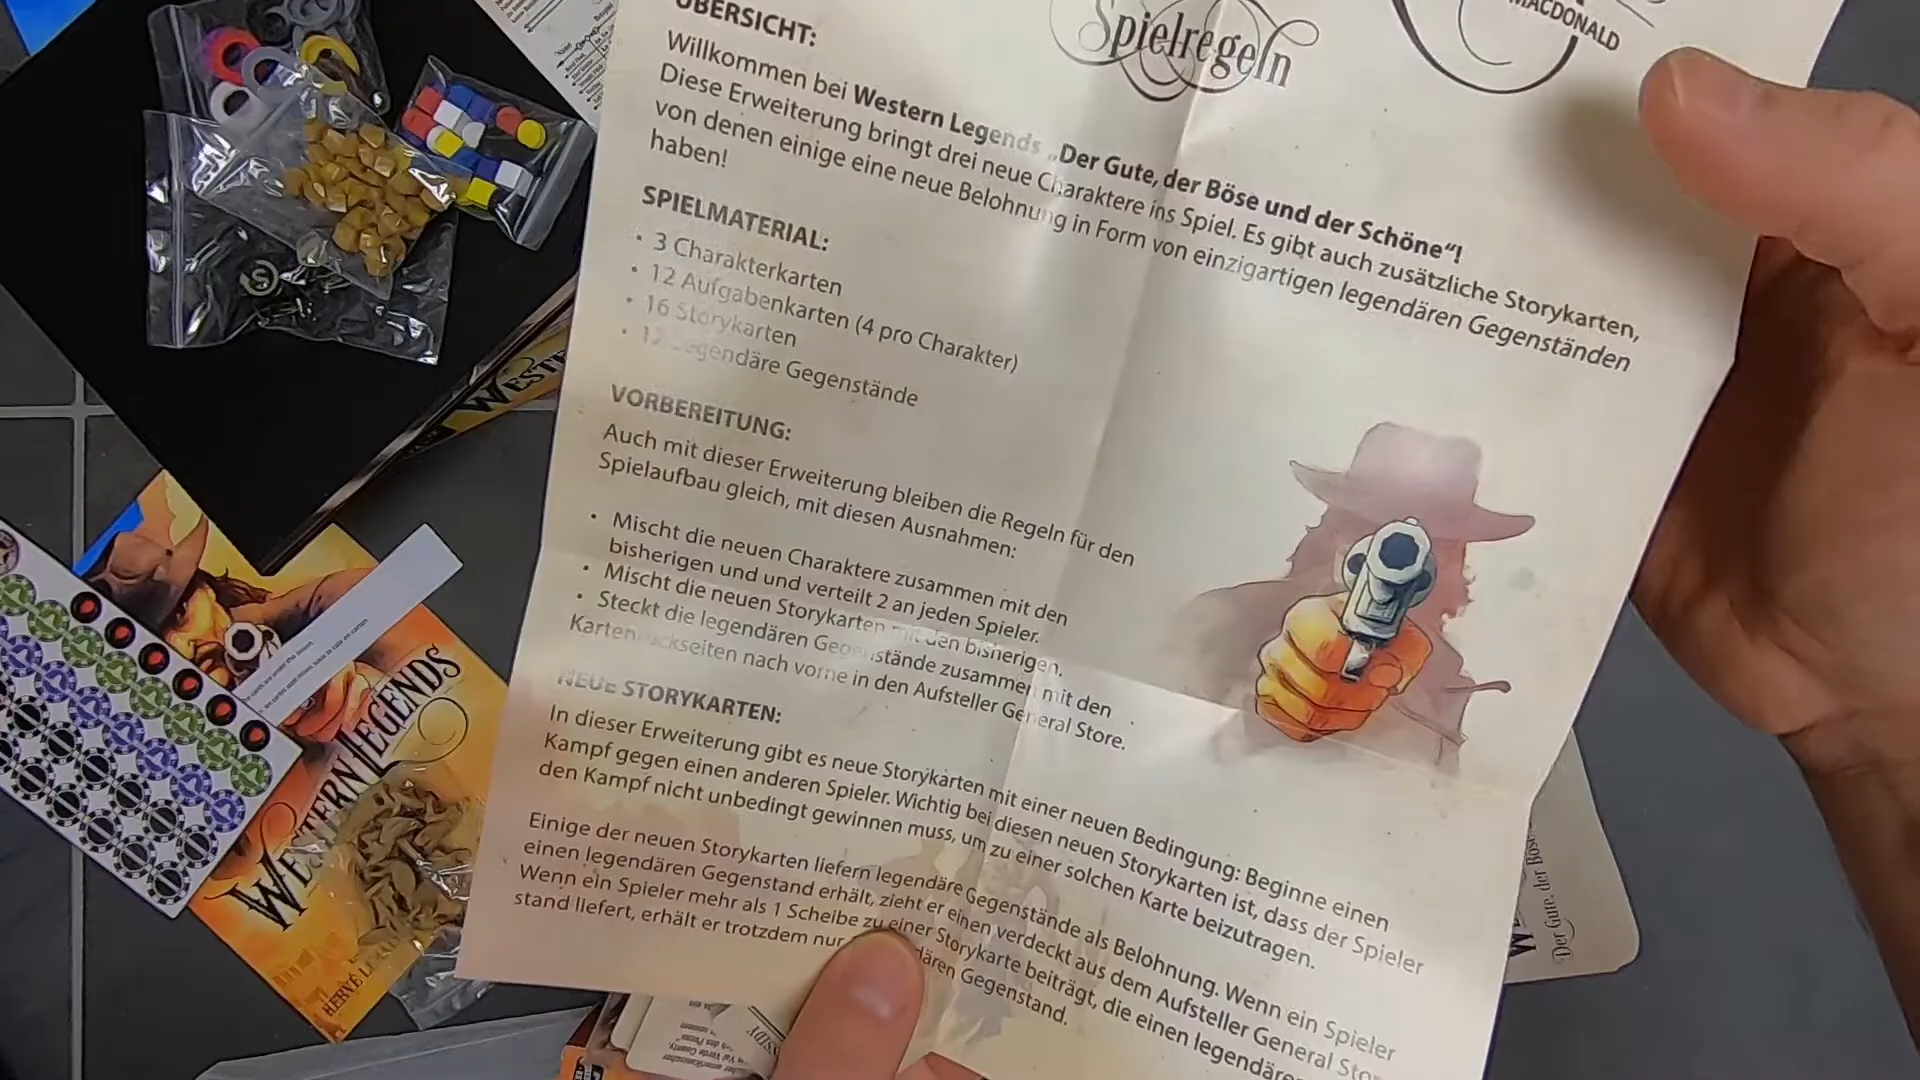 ÜBERSICHT:
Spielregeln
MACDONALD
Willkommen bei Western Legends „Der Gute, der Böse und der Schöne“!
Diese Erweiterung bringt drei neue Charaktere ins Spiel. Es gibt auch zusätzliche Storykarten,
von denen einige eine neue Belohnung in Form von einzigartigen legendären Gegenständen
haben!
SPIELMATERIAL:
• 3 Charakterkarten
• 12 Aufgabenkarten (4 pro Charakter)
• 16 Storykarten
• 12 Legendäre Gegenstände
VORBEREITUNG:
Auch mit dieser Erweiterung bleiben die Regeln für den
Spielaufbau gleich, mit diesen Ausnahmen:
• Mischt die neuen Charaktere zusammen mit den
bisherigen und und verteilt 2 an jeden Spieler.
• Mischt die neuen Storykarten mit den bisherigen.
• Steckt die legendären Gegenstände zusammen mit den
Kartenrückseiten nach vorne in den Aufsteller General Store.
NEUE STORYKARTEN:
In dieser Erweiterung gibt es neue Storykarten mit einer neuen Bedingung: Beginne einen
Kampf gegen einen anderen Spieler. Wichtig bei diesen neuen Storykarten ist, dass der Spieler
den Kampf nicht unbedingt gewinnen muss, um zu einer solchen Karte beizutragen.
Einige der neuen Storykarten liefern legendäre Gegenstände als Belohnung. Wenn ein Spieler
einen legendären Gegenstand erhält, zieht er einen verdeckt aus dem Aufsteller General Sto
Wenn ein Spieler mehr als 1 Scheibe zu einer Storykarte beiträgt, die einen legendären
stand liefert, erhält er trotzdem nur dären Gegenstand.
WESTERN LEGENDS
HERVÉ
WESTE
Der Gute, der Böse